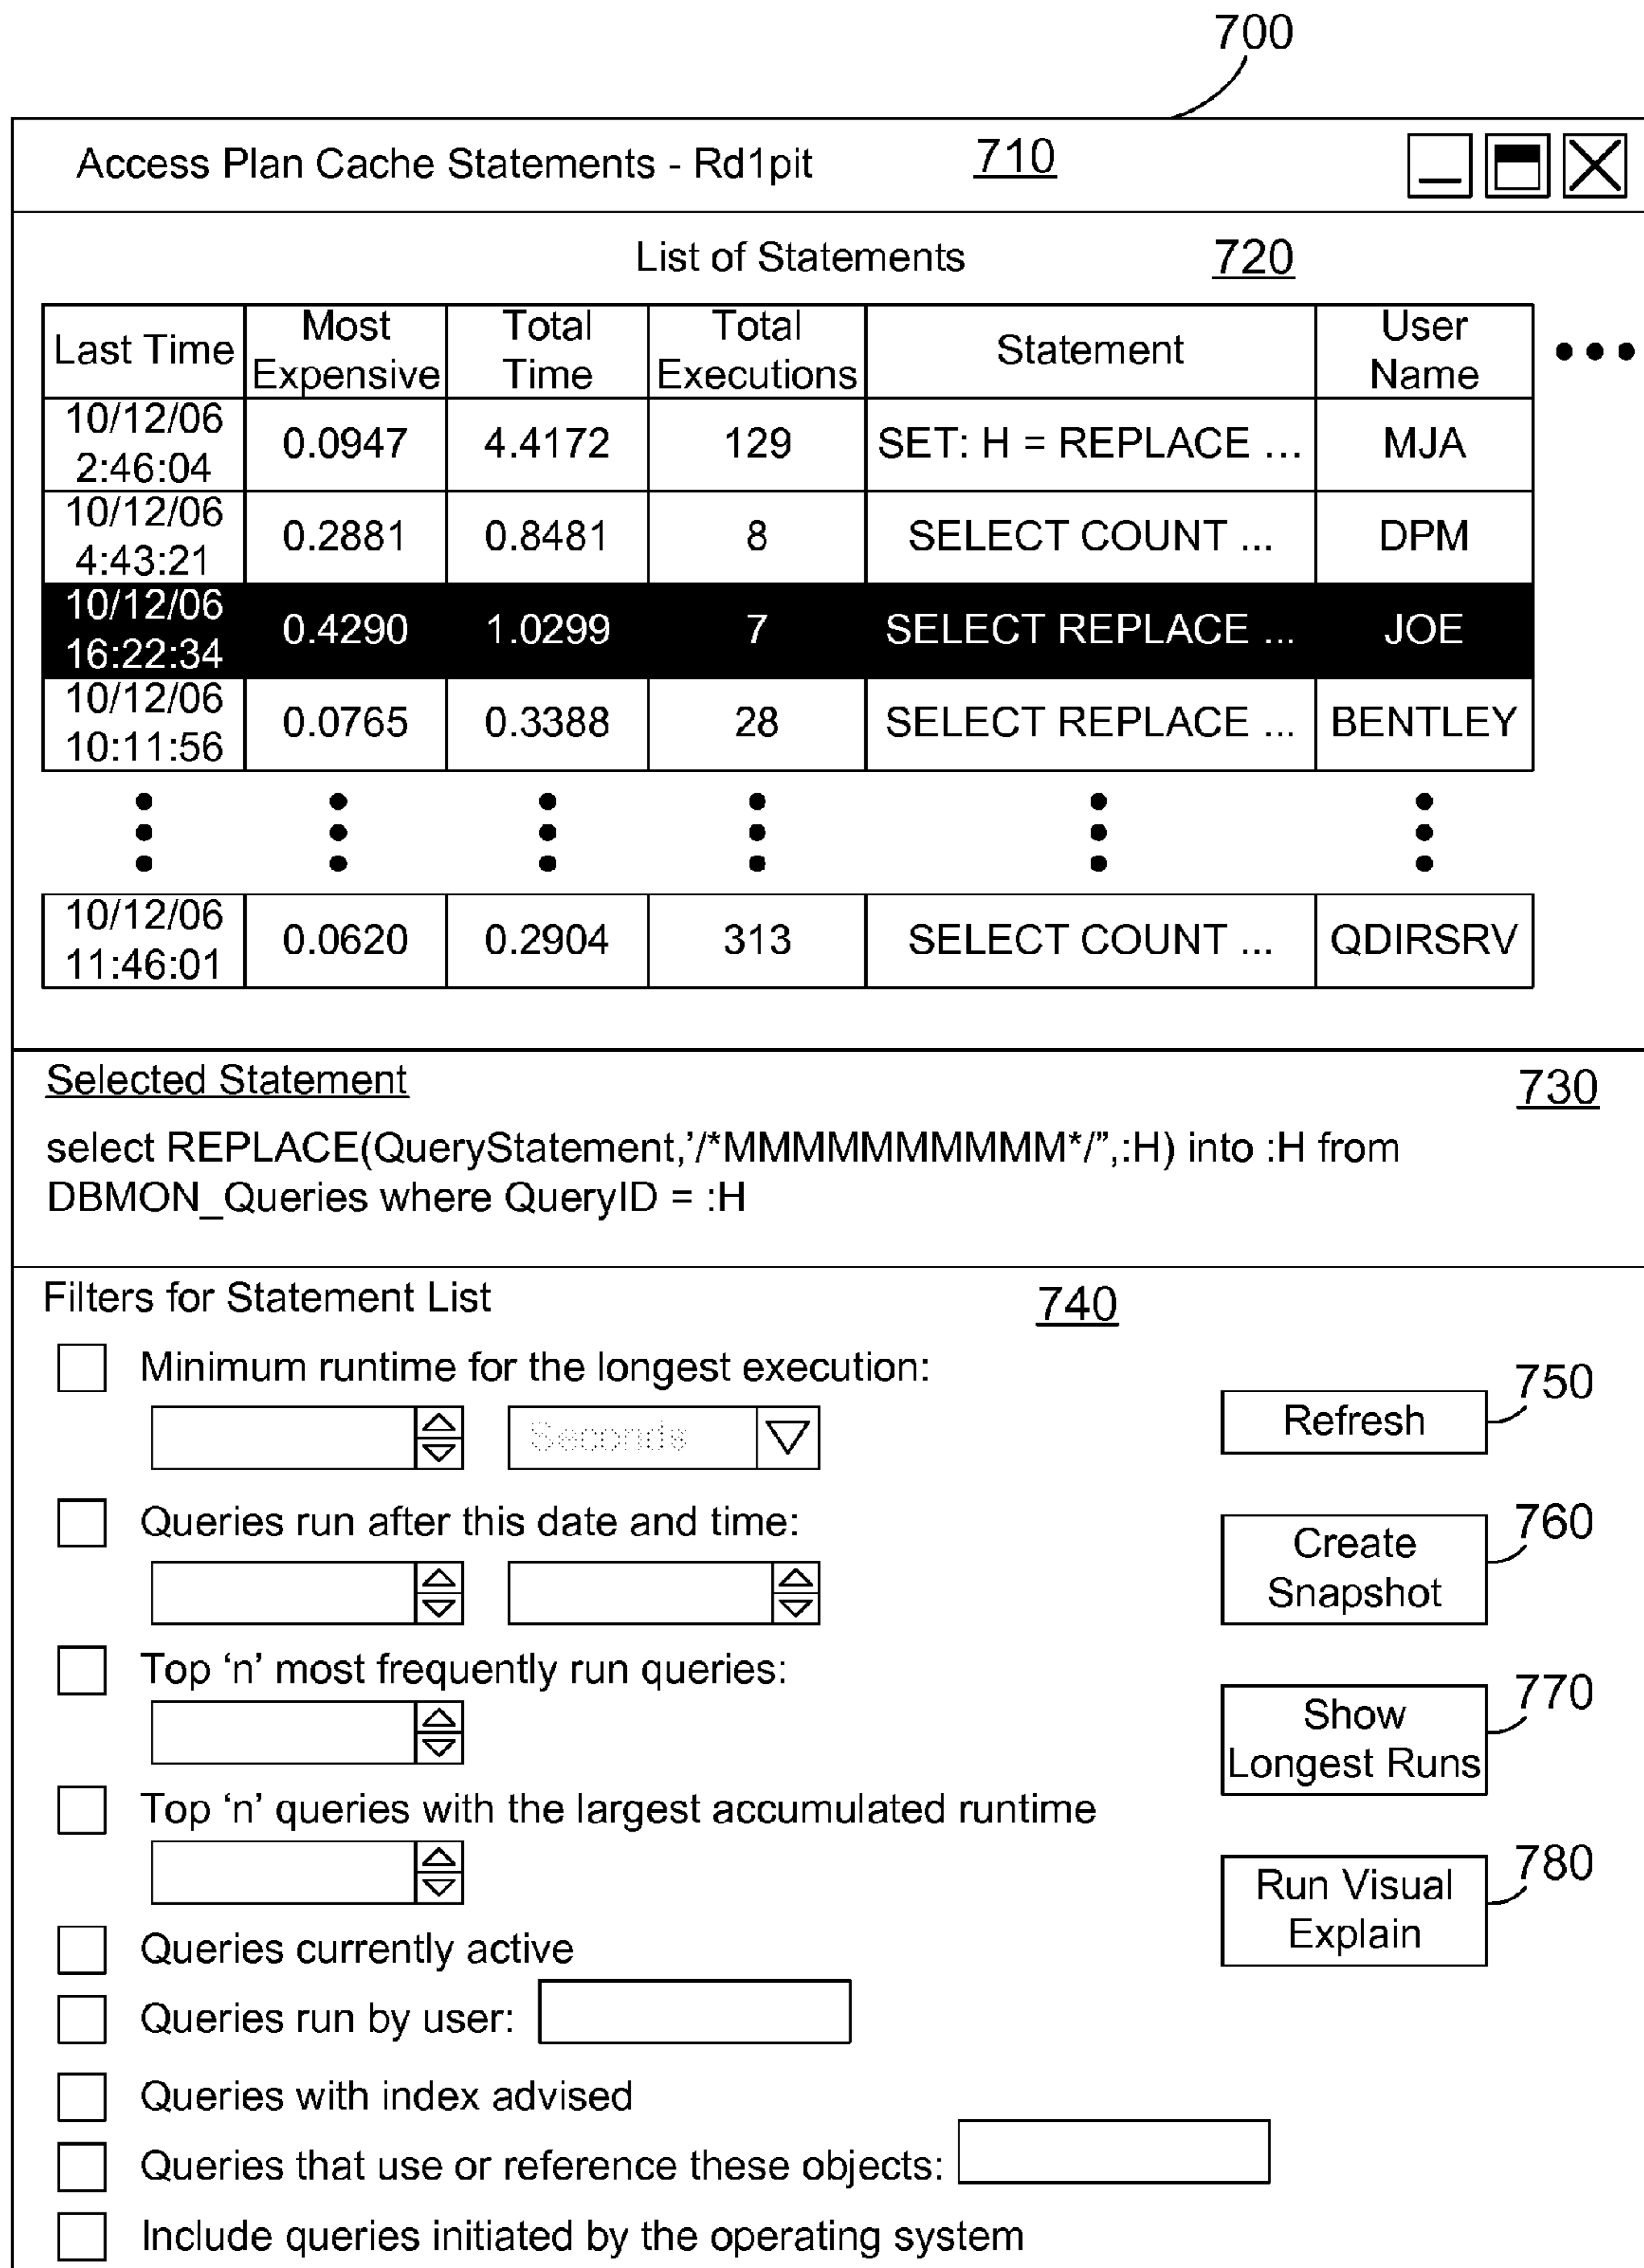 700
Access Plan Cache Statements - Rd1pit 710
List of Statements 720
Last Time Most Expensive Total Time Total Executions Statement User Name •••
10/12/06 2:46:04 0.0947 4.4172 129 SET: H = REPLACE ... MJA
10/12/06 4:43:21 0.2881 0.8481 8 SELECT COUNT ... DPM
10/12/06 16:22:34 0.4290 1.0299 7 SELECT REPLACE ... JOE
10/12/06 10:11:56 0.0765 0.3388 28 SELECT REPLACE ... BENTLEY
10/12/06 11:46:01 0.0620 0.2904 313 SELECT COUNT ... QDIRSRV
Selected Statement 730
select REPLACE(QueryStatement,’/*MMMMMMMMMMM*/”,:H) into :H from
DBMON_Queries where QueryID = :H
Filters for Statement List 740
Minimum runtime for the longest execution:
Seconds
Refresh 750
Queries run after this date and time:
Create Snapshot 760
Top ‘n’ most frequently run queries:
Show Longest Runs 770
Top ‘n’ queries with the largest accumulated runtime
Run Visual Explain 780
Queries currently active
Queries run by user:
Queries with index advised
Queries that use or reference these objects:
Include queries initiated by the operating system